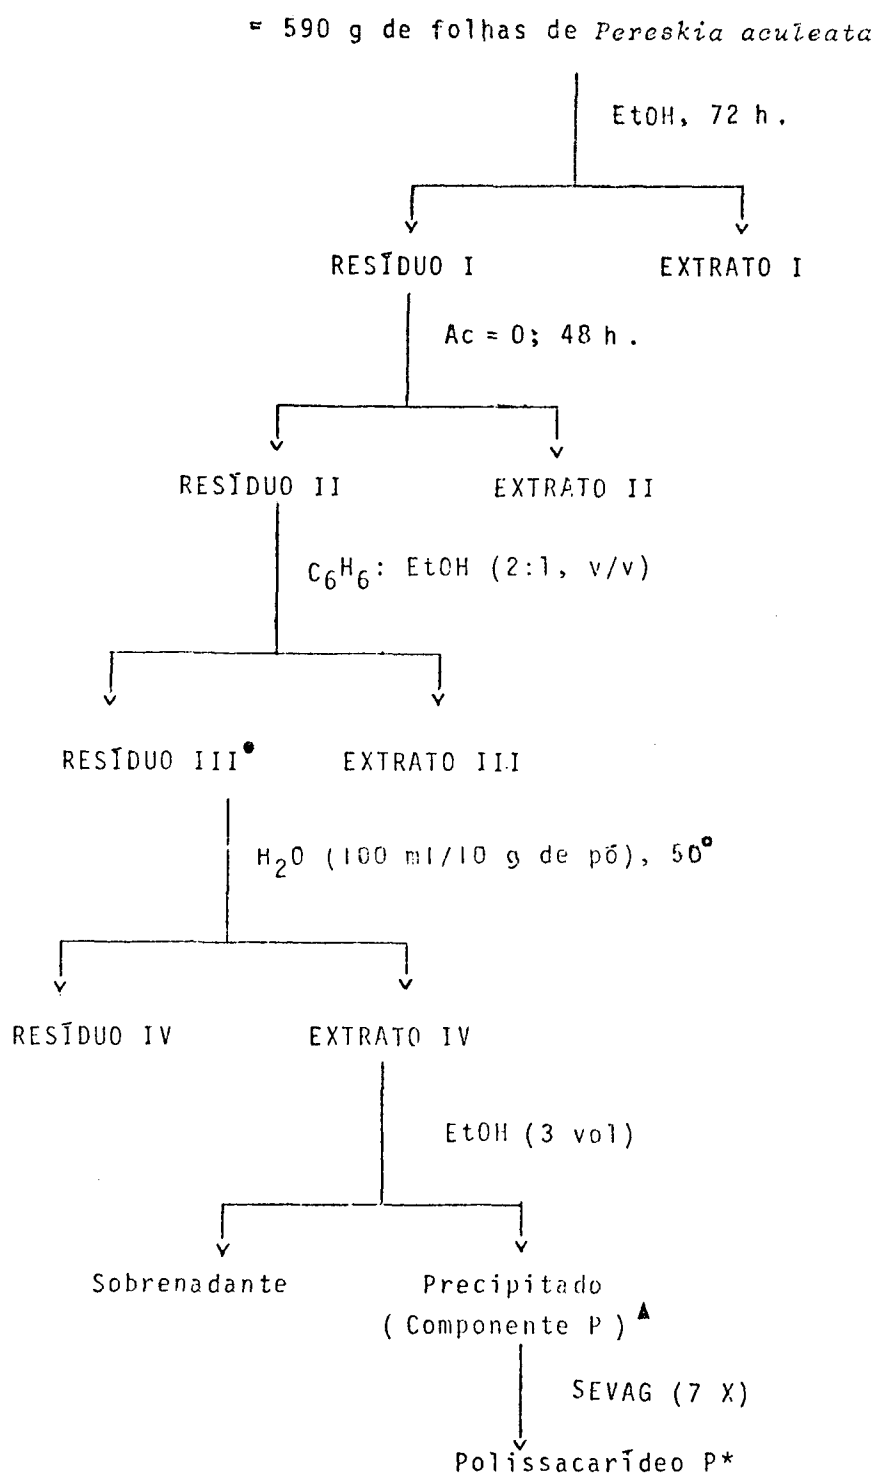 = 590 g de folhas de Pereskia aculeata
EtOH, 72 h.
RESÍDUO I EXTRATO I
Ac = O; 48 h.
RESÍDUO II EXTRATO II
C6H6: EtOH (2:1, v/v)
RESÍDUO III● EXTRATO III
H2O (100 ml/10 g de pó), 50°
RESÍDUO IV EXTRATO IV
EtOH (3 vol)
Sobrenadante Precipitado
(Componente P)▲
SEVAG (7 X)
Polissacarídeo P*